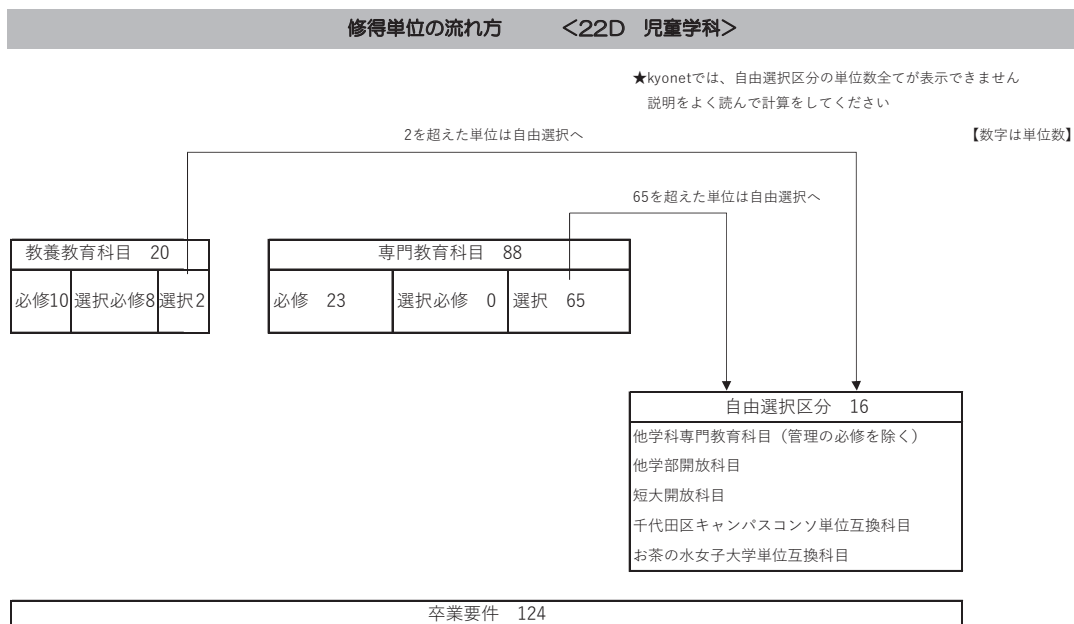 修得単位の流れ方　　＜22D　児童学科＞
★kyonetでは、自由選択区分の単位数全てが表示できません
説明をよく読んで計算をしてください
2を超えた単位は自由選択へ
【数字は単位数】
65を超えた単位は自由選択へ
教養教育科目　20
専門教育科目　88
必修10 選択必修8 選択2
必修　23　選択必修　0　選択　65
自由選択区分　16
他学科専門教育科目（管理の必修を除く）
他学部開放科目
短大開放科目
千代田区キャンパスコンソ単位互換科目
お茶の水女子大学単位互換科目
卒業要件　124